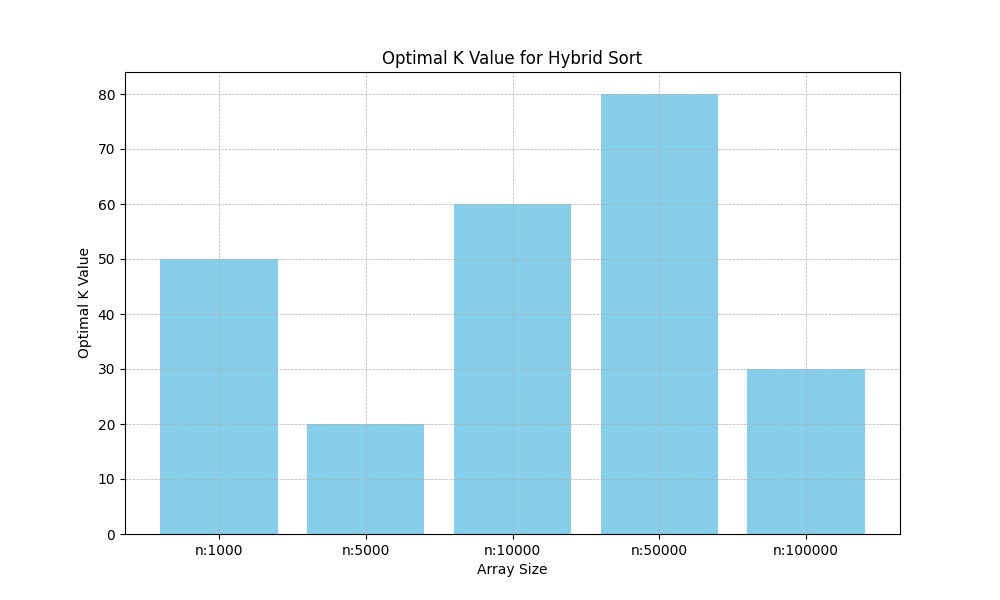 Optimal K Value for Hybrid Sort
80
70
60
50
40
30
20
10
0
Optimal K Value
n:1000
n:5000
n:10000
n:50000
n:100000
Array Size